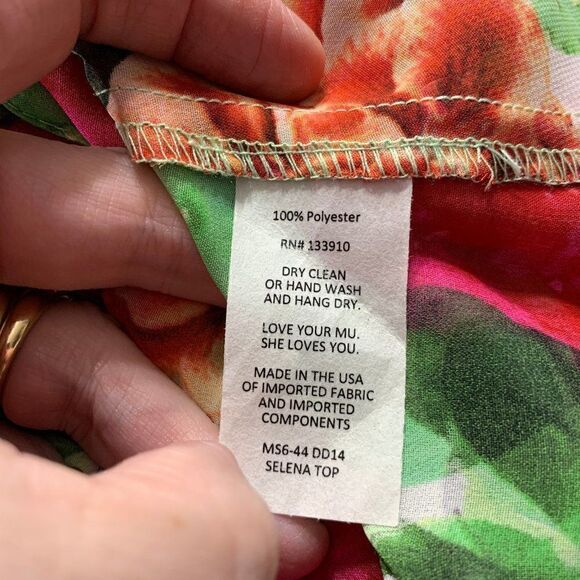 100% Polyester
RN# 133910
DRY CLEAN
OR HAND WASH
AND HANG DRY.
LOVE YOUR MU.
SHE LOVES YOU.
MADE IN THE USA
OF IMPORTED FABRIC
AND IMPORTED
COMPONENTS
MS6-44 DD14
SELENA TOP